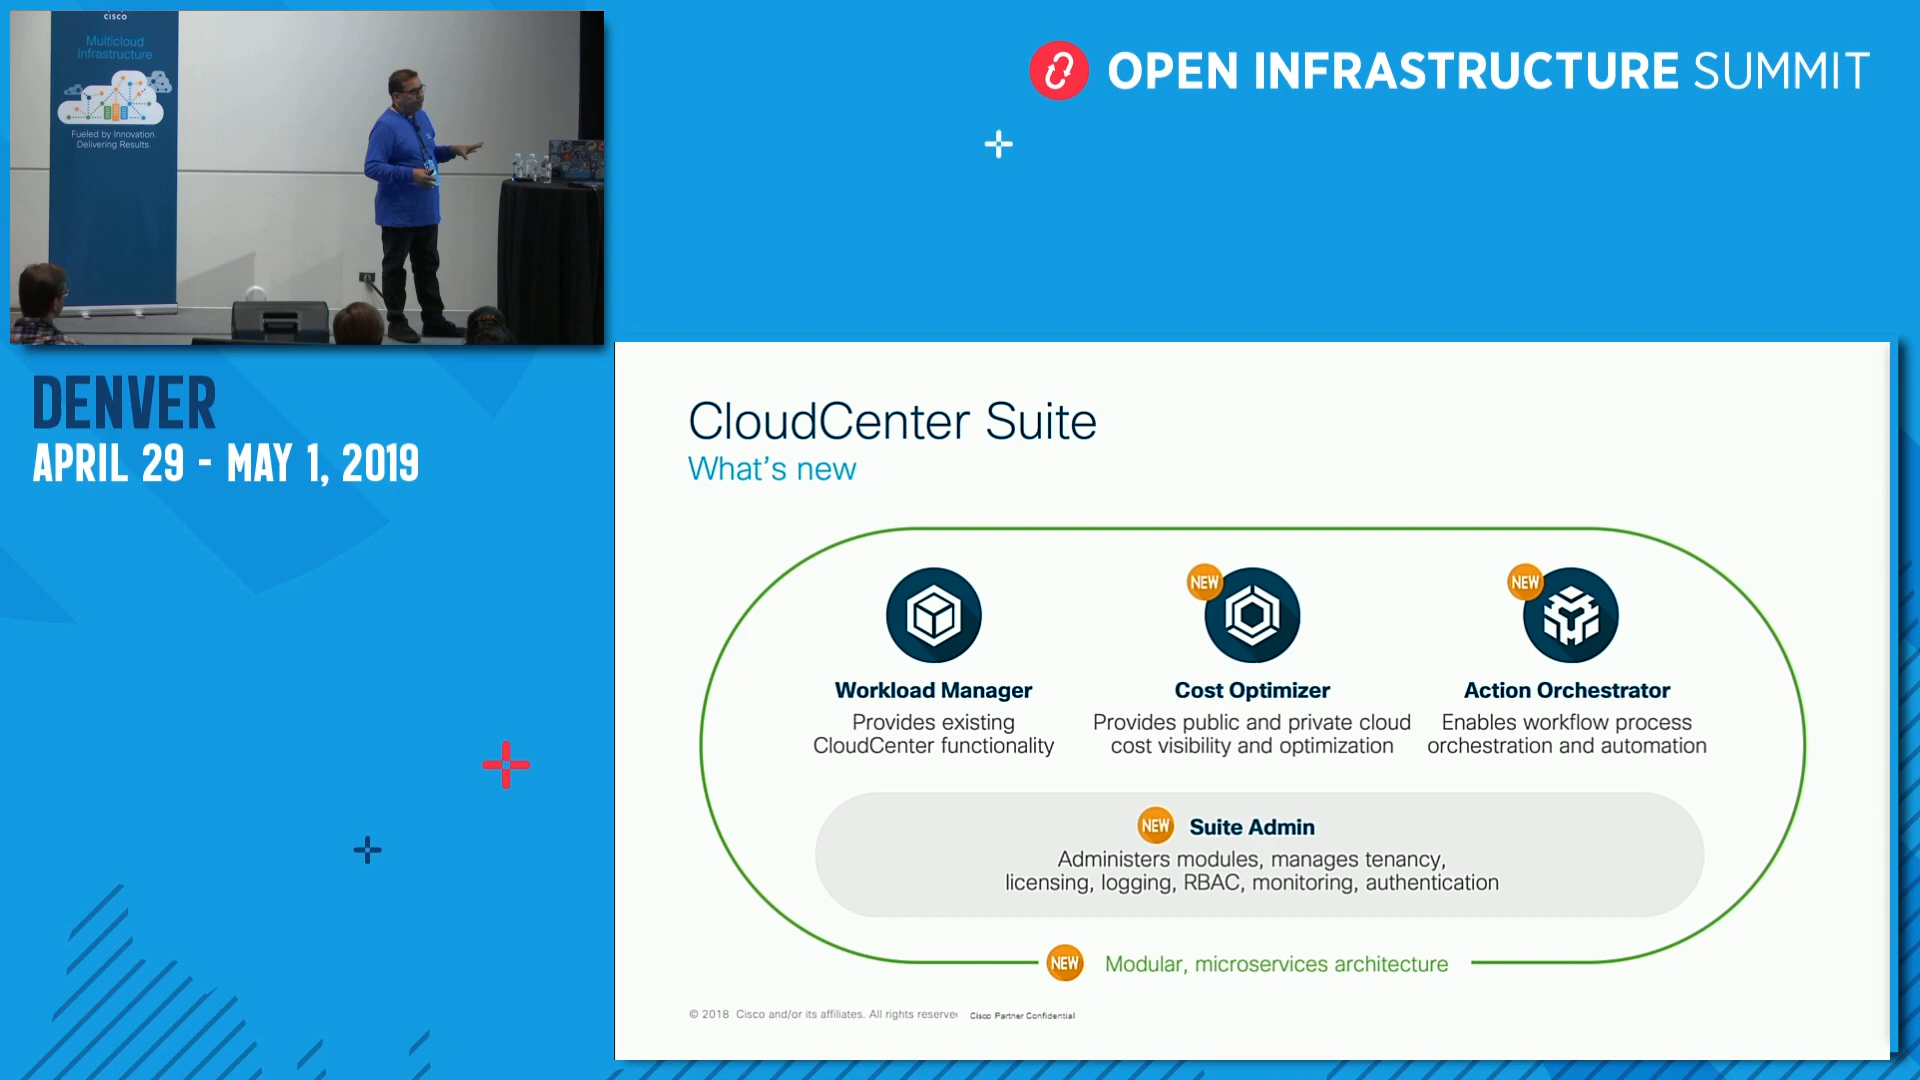 CISCO
Multicloud
Infrastructure
Fueled by Innovation.
Delivering Results.
OPEN INFRASTRUCTURE SUMMIT
DENVER
APRIL 29 - MAY 1, 2019
CloudCenter Suite
What's new
NEW
NEW
Workload Manager
Provides existing
CloudCenter functionality
Cost Optimizer
Provides public and private cloud
cost visibility and optimization
Action Orchestrator
Enables workflow process
orchestration and automation
NEW Suite Admin
Administers modules, manages tenancy,
licensing, logging, RBAC, monitoring, authentication
NEW Modular, microservices architecture
© 2018 Cisco and/or its affiliates. All rights reserve Cisco Partner Confidential